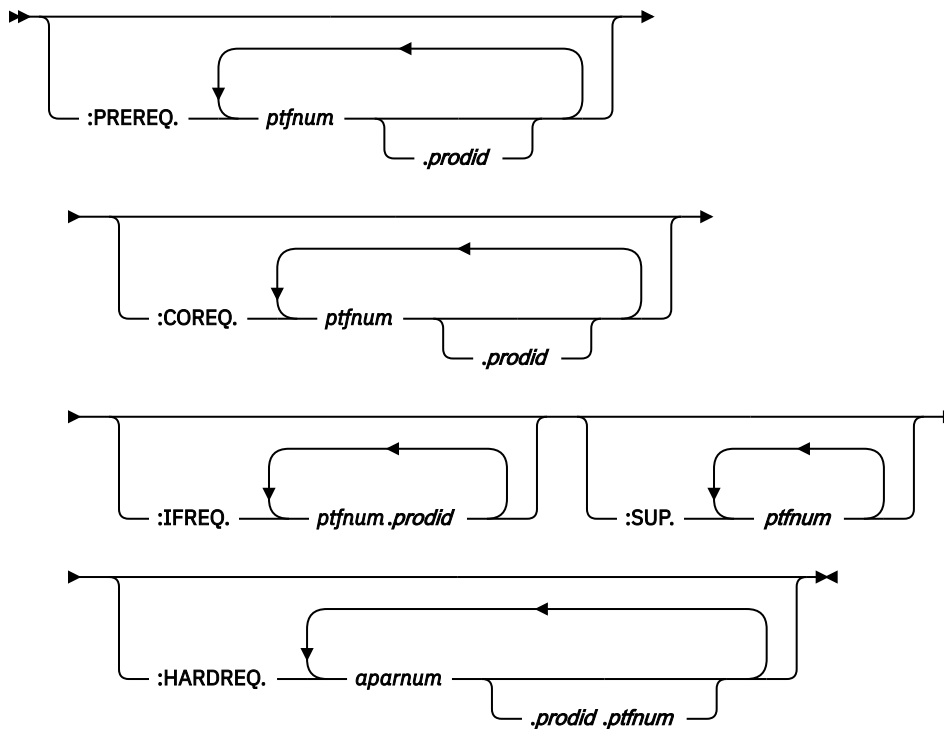 :PREREQ. ptfnum
.prodid
:COREQ. ptfnum
.prodid
:IFREQ. ptfnum.prodid :SUP. ptfnum
:HARDREQ. aparnum
.prodid .ptfnum